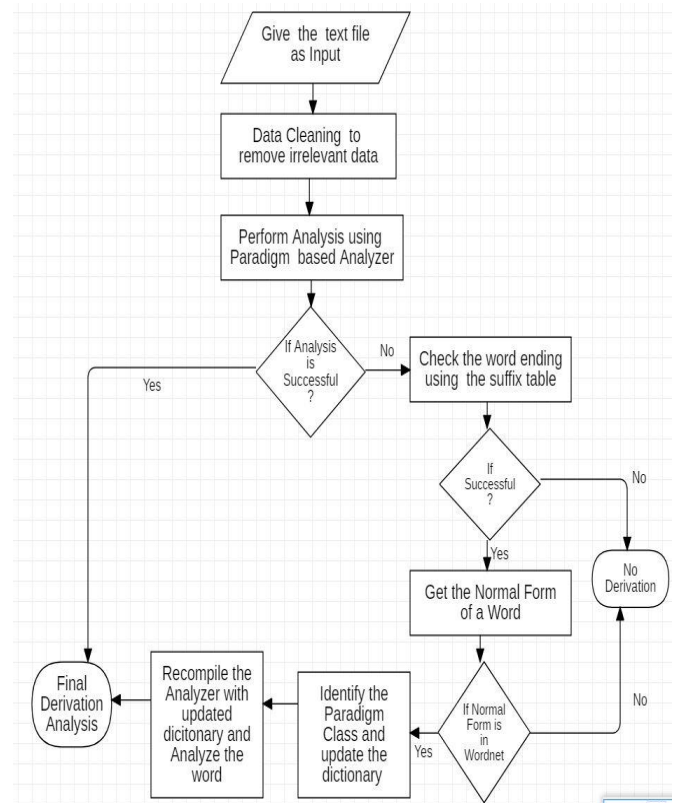 Give the text file
as Input
Data Cleaning to
remove irrelevant data
Perform Analysis using
Paradigm based Analyzer
If Analysis
is
Successful
?
No
Yes
Check the word ending
using the suffix table
If
Successful
?
No
Yes
No
Derivation
Get the Normal Form
of a Word
If Normal
Form is
in
Wordnet
No
Yes
Identify the
Paradigm
Class and
update the
dictionary
Recompile the
Analyzer with
updated
dicitonary and
Analyze the
word
Final
Derivation
Analysis